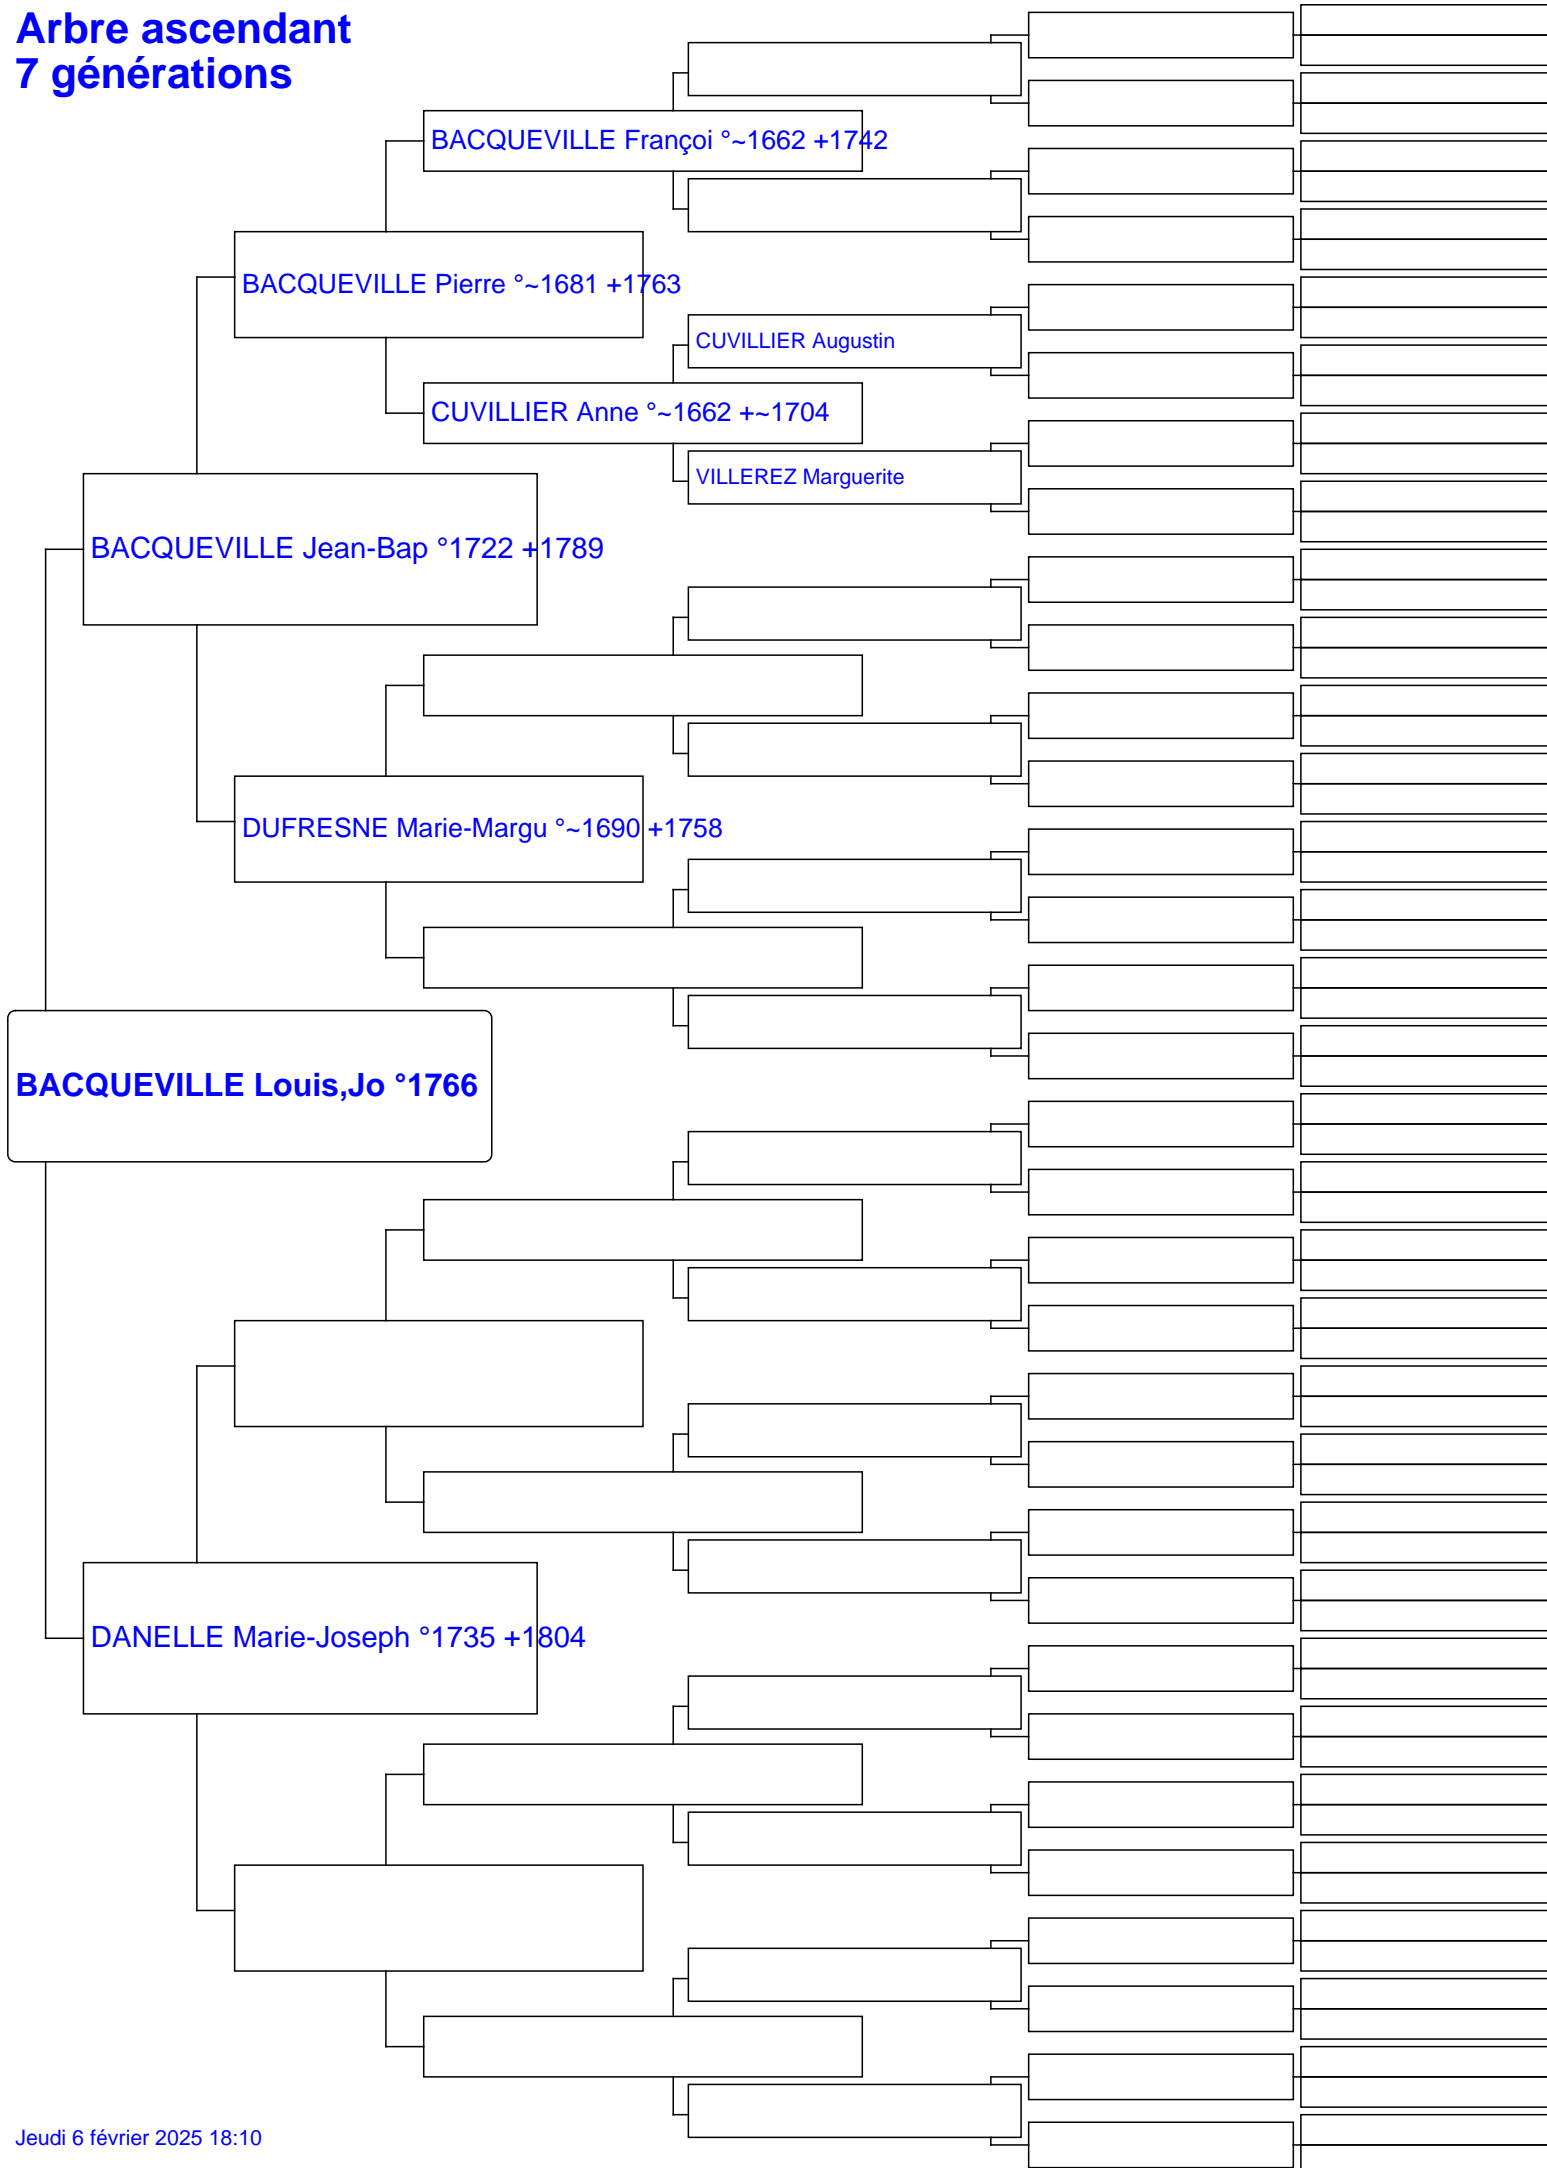 Arbre ascendant
7 générations
BACQUEVILLE Françoi °~1662 +1742
BACQUEVILLE Pierre °~1681 +1763
CUVILLIER Augustin
CUVILLIER Anne °~1662 +~1704
VILLEREZ Marguerite
BACQUEVILLE Jean-Bap °1722 +1789
DUFRESNE Marie-Margu °~1690 +1758
BACQUEVILLE Louis,Jo °1766
DANELLE Marie-Joseph °1735 +1804
Jeudi 6 février 2025 18:10